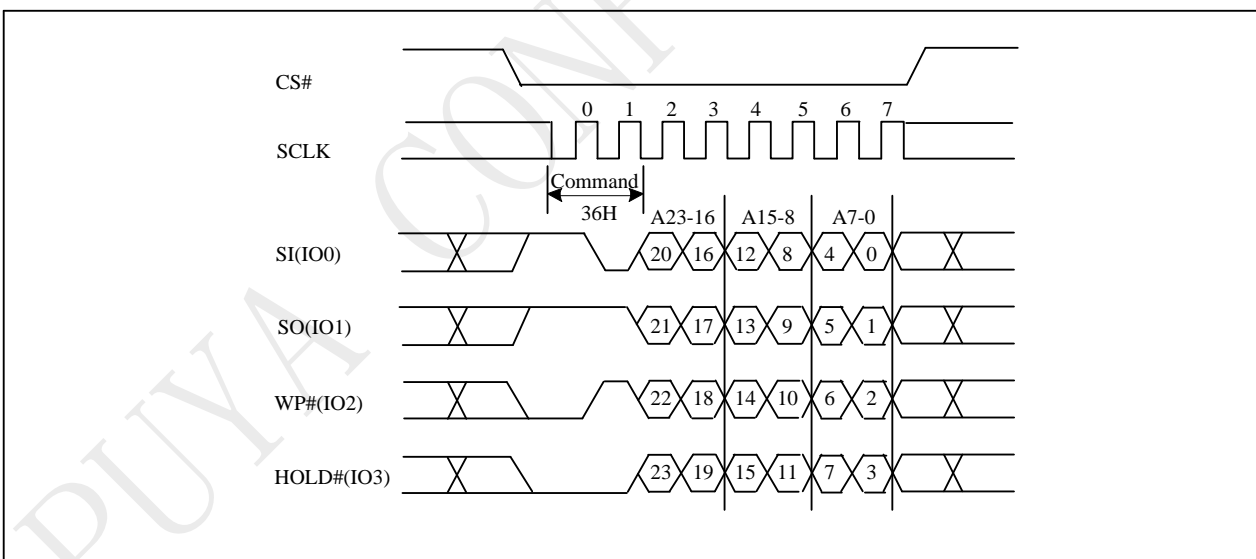 PUYA CONF
CS#
0 1 2 3 4 5 6 7
SCLK
Command
36H
A23-16 A15-8 A7-0
SI(IO0) 20 16 12 8 4 0
SO(IO1) 21 17 13 9 5 1
WP#(IO2) 22 18 14 10 6 2
HOLD#(IO3) 23 19 15 11 7 3